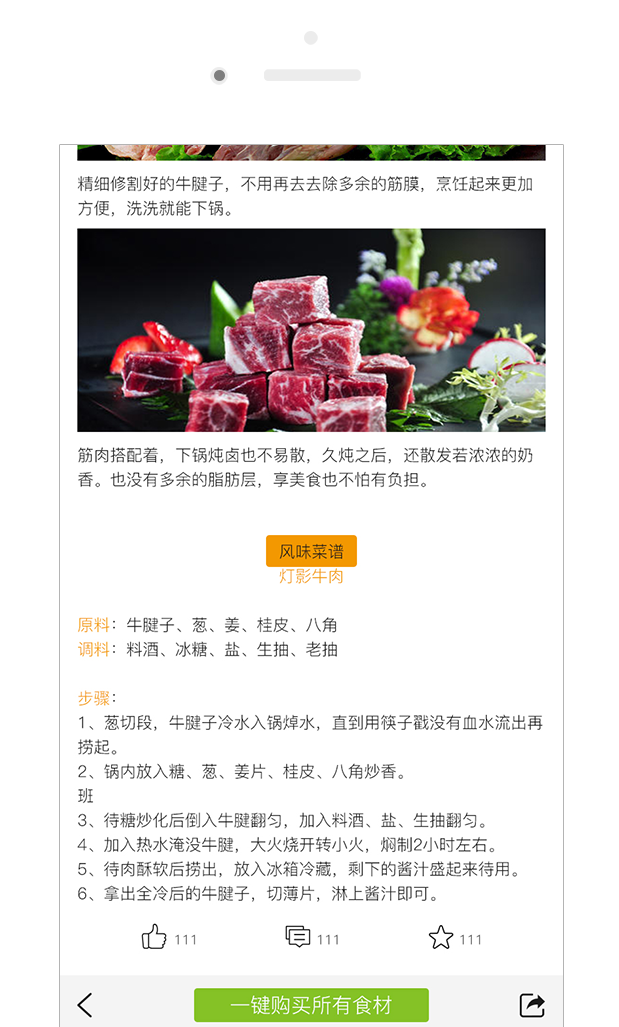 精细修割好的牛腱子，不用再去去除多余的筋膜，烹饪起来更加
方便，洗洗就能下锅。
筋肉搭配着，下锅炖卤也不易散，久炖之后，还散发若浓浓的奶
香。也没有多余的脂肪层，享美食也不怕有负担。
风味菜谱
灯影牛肉
原料：牛腱子、葱、姜、桂皮、八角
调料：料酒、冰糖、盐、生抽、老抽
步骤：
1、葱切段，牛腱子冷水入锅焯水，直到用筷子戳没有血水流出再
捞起。
2、锅内放入糖、葱、姜片、桂皮、八角炒香。
班
3、待糖炒化后倒入牛腱翻匀，加入料酒、盐、生抽翻匀。
4、加入热水淹没牛腱，大火烧开转小火，焖制2小时左右。
5、待肉酥软后捞出，放入冰箱冷藏，剩下的酱汁盛起来待用。
6、拿出全冷后的牛腱子，切薄片，淋上酱汁即可。
111 111 111
一键购买所有食材